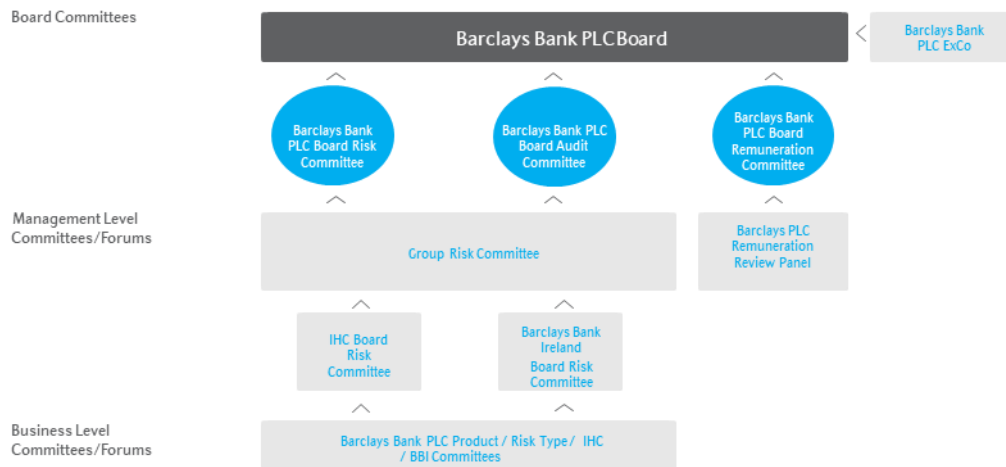 Board Committees
Barclays Bank PLC Board
Barclays Bank
PLC ExCo
Barclays Bank
PLC Board Risk
Committee
Barclays Bank PLC
Board Audit
Committee
Barclays Bank
PLC Board
Remuneration
Committee
Management Level
Committees/Forums
Group Risk Committee
Barclays PLC
Remuneration
Review Panel
IHC Board
Risk
Committee
Barclays Bank
Ireland
Board Risk
Committee
Business Level
Committees/Forums
Barclays Bank PLC Product / Risk Type / IHC
/ BBI Committees